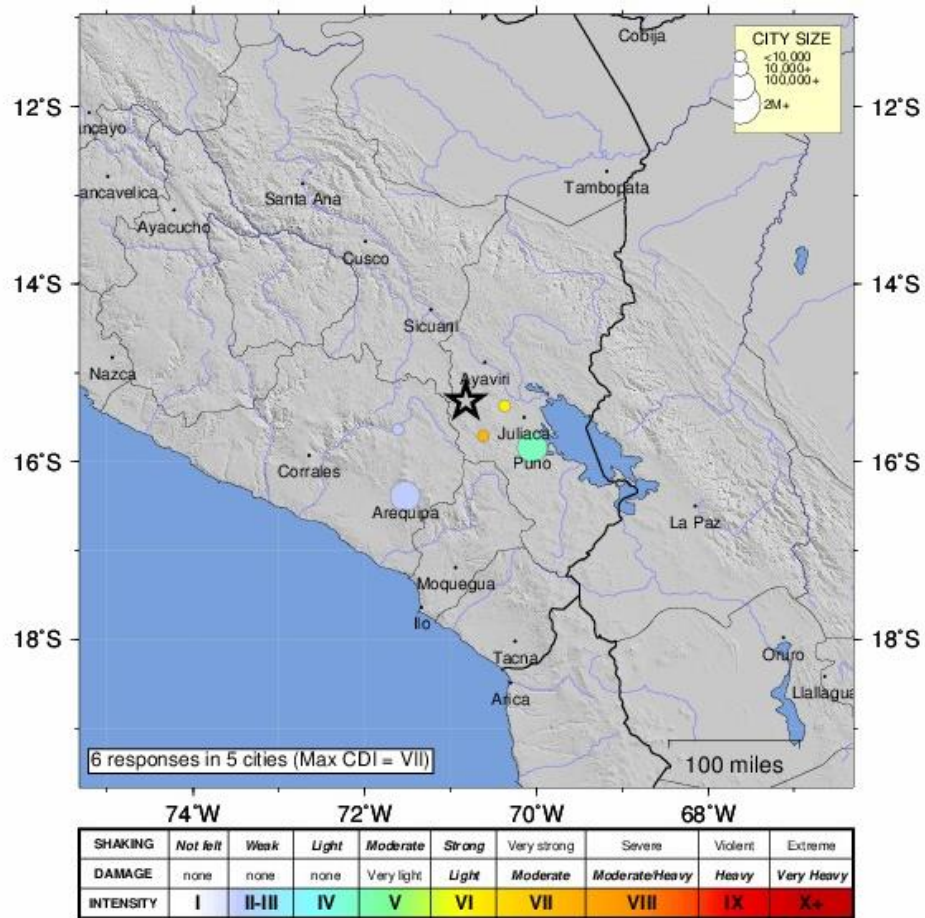 Cobija
CITY SIZE
<10,000
10,000+
100,000+
2M+
12°S
12°S
ncayo
ancavelica
Santa Ana
Tambopata
Ayacucho
Cusco
14°S
14°S
Sicuani
Nazca
Ayaviri
Juliaca
Puno
16°S
16°S
Corrales
Arequipa
La Paz
Moquegua
Ilo
18°S
18°S
Tacna
Oruro
Arica
Llallagua
6 responses in 5 cities (Max CDI = VII)
100 miles
74°W 72°W 70°W 68°W
SHAKING Not felt Weak Light Moderate Strong Very strong Severe Violent Extreme
DAMAGE none none none Very light Light Moderate Moderate/Heavy Heavy Very Heavy
INTENSITY I II-III IV V VI VII VIII IX X+